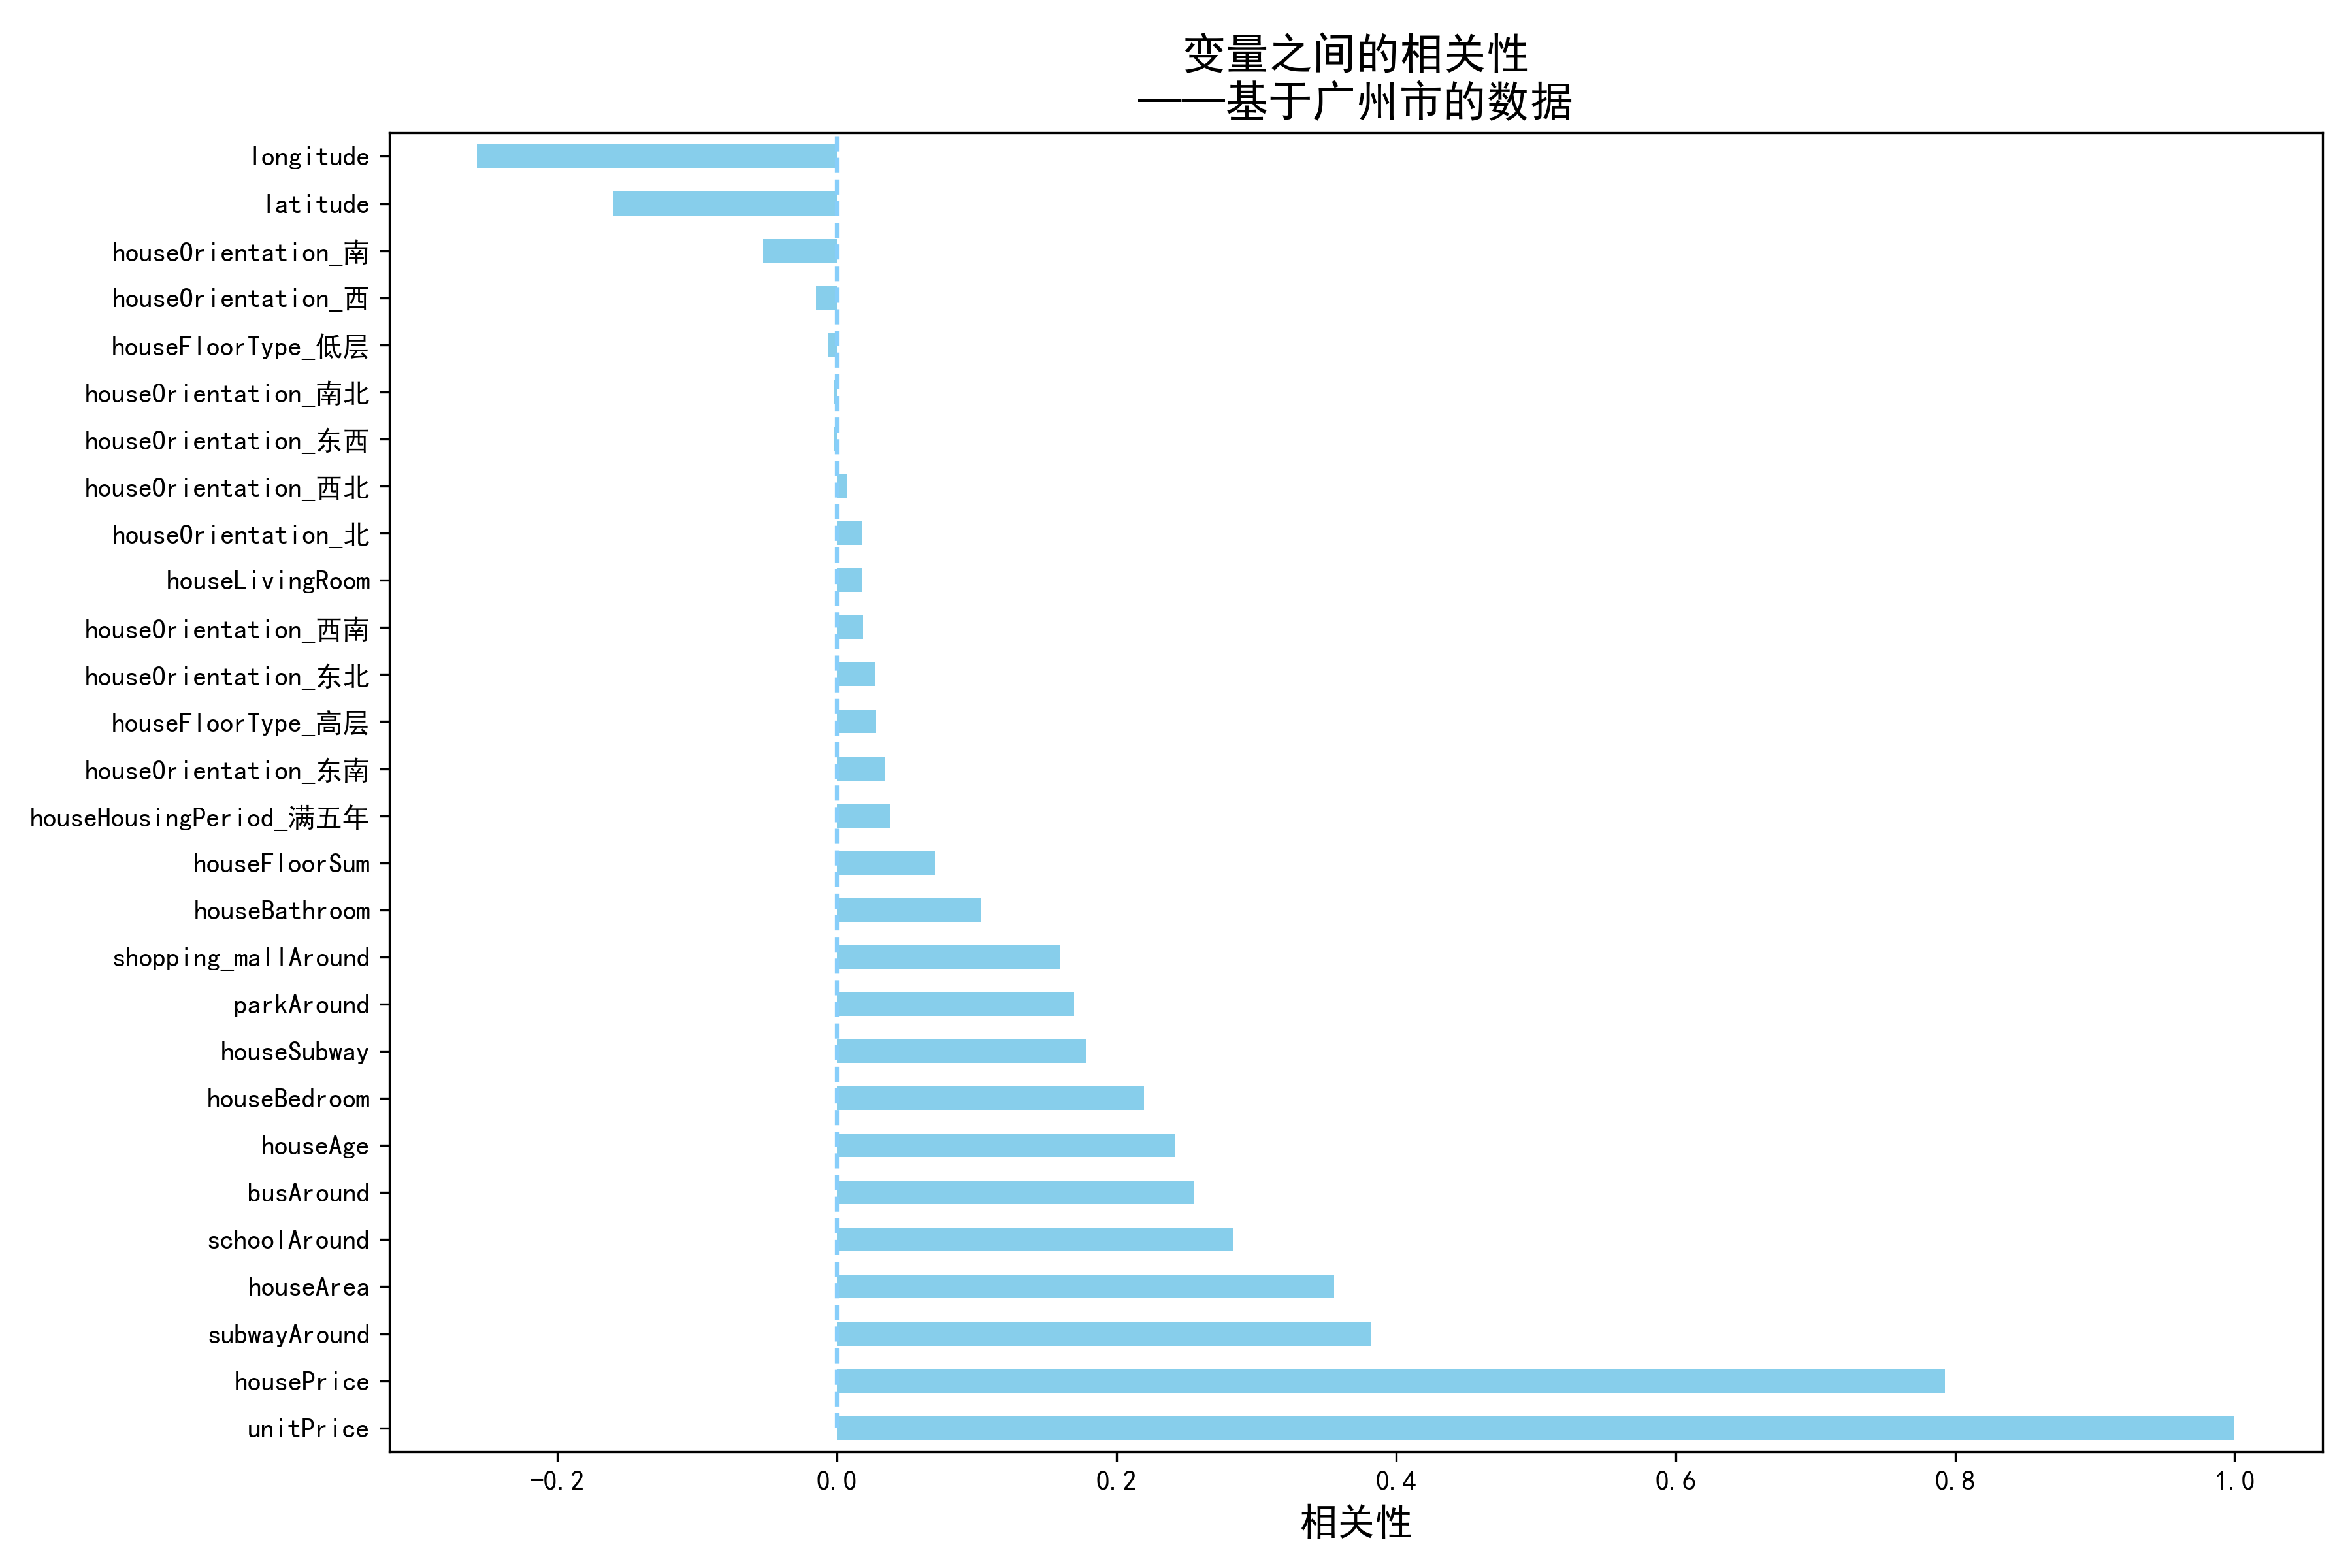 变量之间的相关性
——基于广州市的数据
longitude
latitude
houseOrientation_南
houseOrientation_西
houseFloorType_低层
houseOrientation_南北
houseOrientation_东西
houseOrientation_西北
houseOrientation_北
houseLivingRoom
houseOrientation_西南
houseOrientation_东北
houseFloorType_高层
houseOrientation_东南
houseHousingPeriod_满五年
houseFloorSum
houseBathroom
shopping_mallAround
parkAround
houseSubway
houseBedroom
houseAge
busAround
schoolAround
houseArea
subwayAround
housePrice
unitPrice
-0.2 0.0 0.2 0.4 0.6 0.8 1.0
相关性